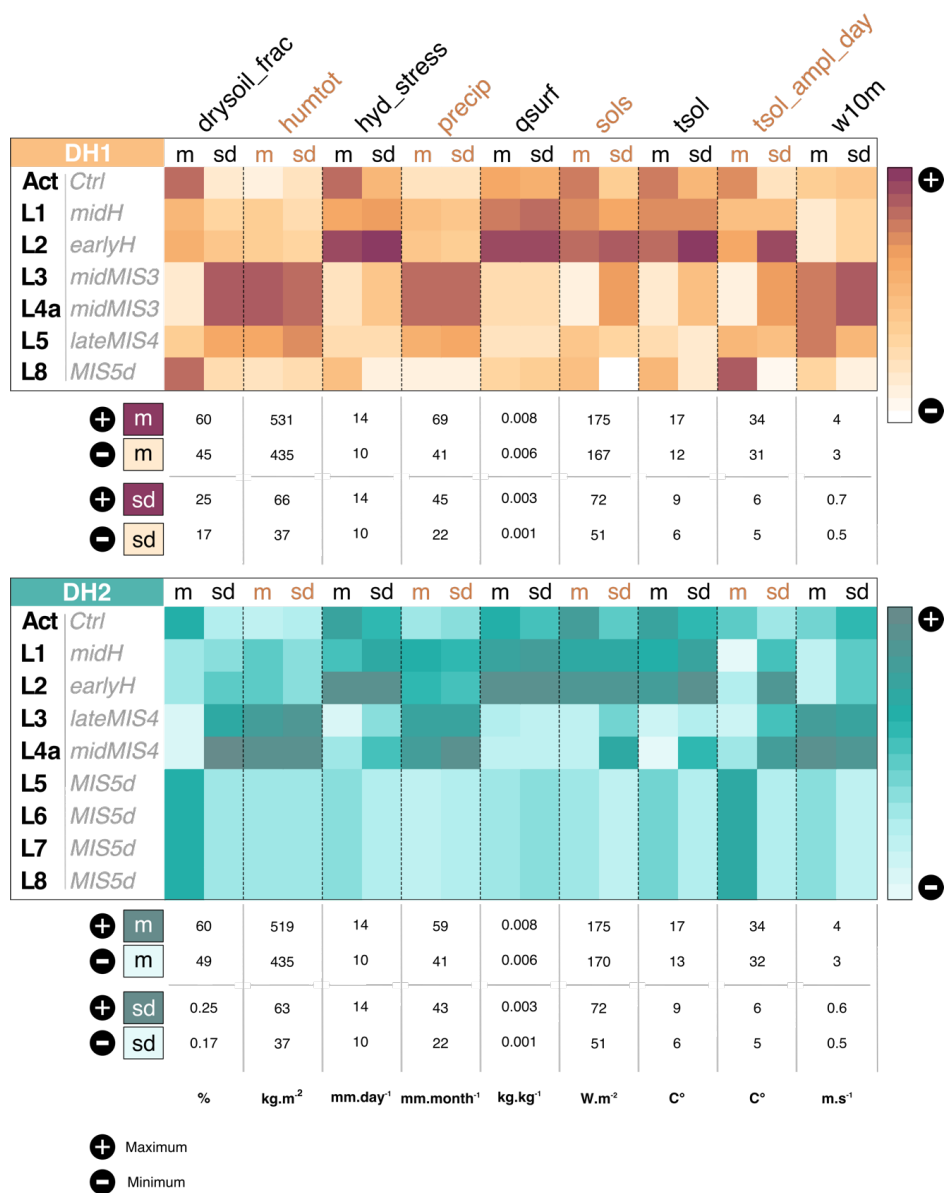 drysoil_frac humtot hyd_stress precip qsurf sols tsol tsol_ampl_day w10m
DH1 m sd m sd m sd m sd m sd m sd m sd m sd m sd
Act Ctrl
L1 midH
L2 earlyH
L3 midMIS3
L4a midMIS3
L5 lateMIS4
L8 MIS5d
+
−
+ m 60 531 14 69 0.008 175 17 34 4
− m 45 435 10 41 0.006 167 12 31 3
+ sd 25 66 14 45 0.003 72 9 6 0.7
− sd 17 37 10 22 0.001 51 6 5 0.5
DH2 m sd m sd m sd m sd m sd m sd m sd m sd m sd
Act Ctrl
L1 midH
L2 earlyH
L3 lateMIS4
L4a midMIS4
L5 MIS5d
L6 MIS5d
L7 MIS5d
L8 MIS5d
+
−
+ m 60 519 14 59 0.008 175 17 34 4
− m 49 435 10 41 0.006 170 13 32 3
+ sd 0.25 63 14 43 0.003 72 9 6 0.6
− sd 0.17 37 10 22 0.001 51 6 5 0.5
% kg.m⁻² mm.day⁻¹ mm.month⁻¹ kg.kg⁻¹ W.m⁻² C° C° m.s⁻¹
+ Maximum
− Minimum